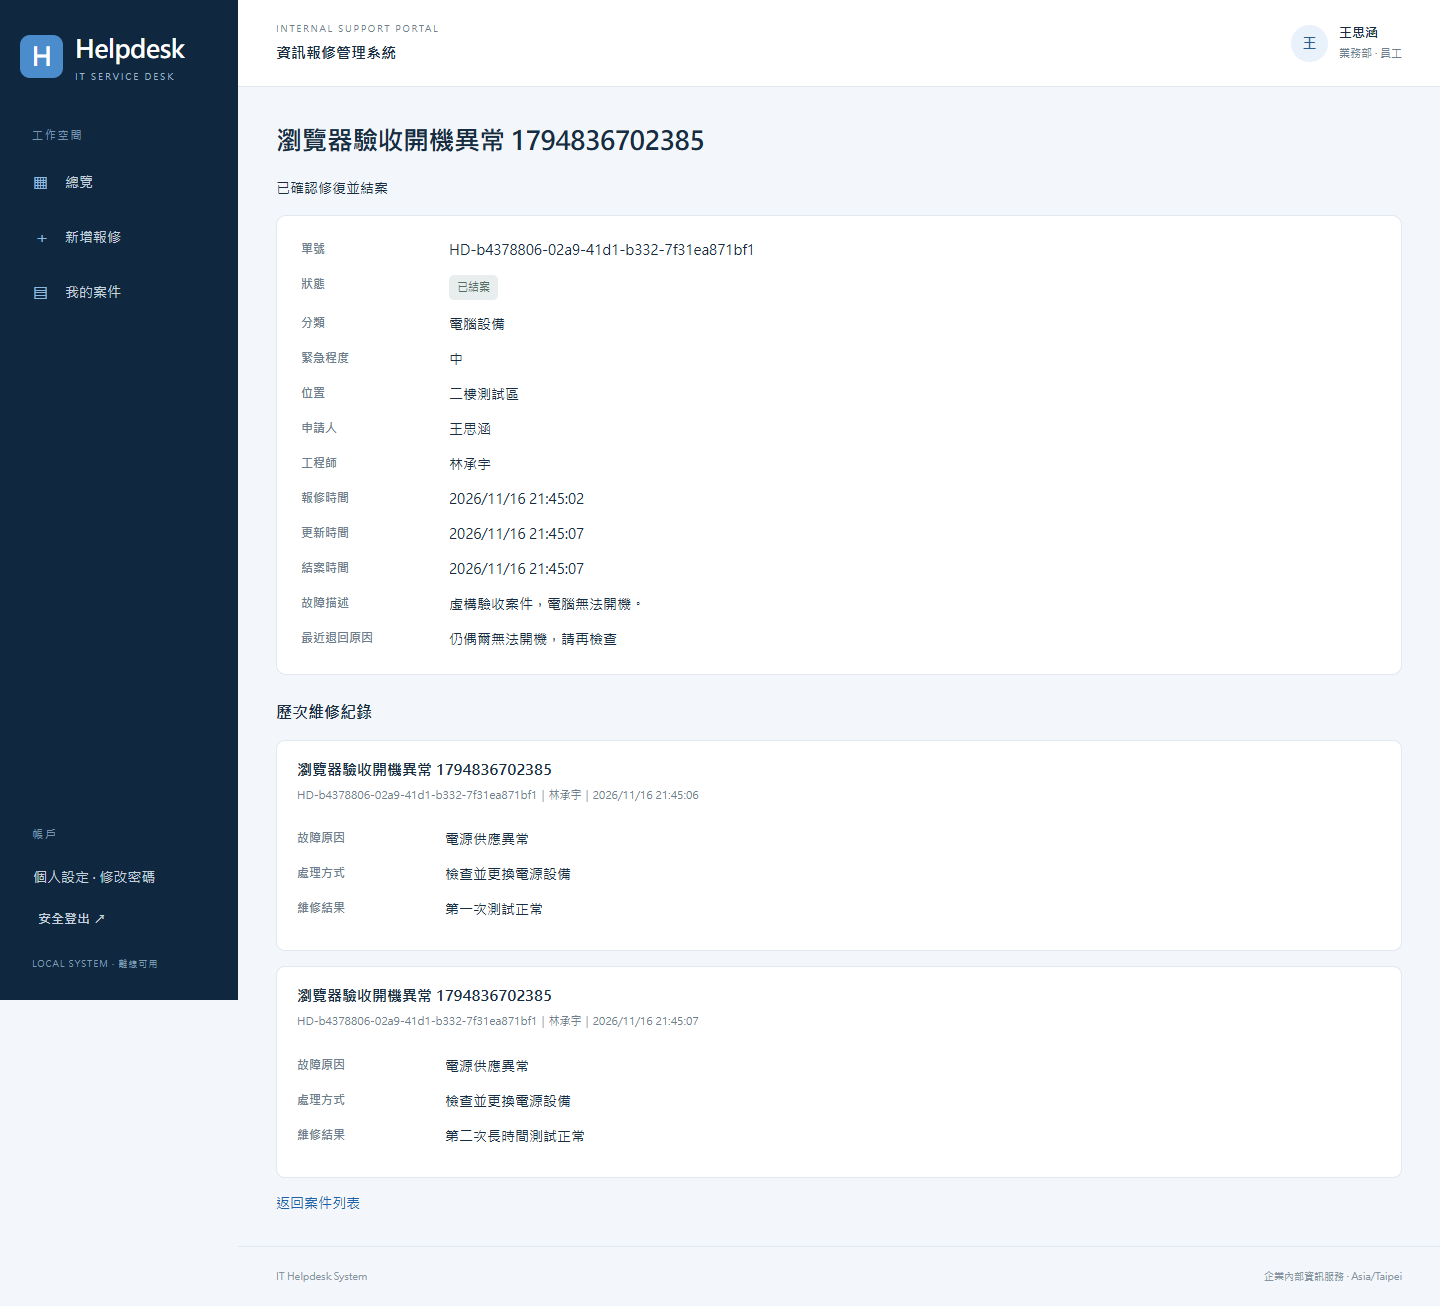 H Helpdesk
IT SERVICE DESK
工作空間
總覽
+ 新增報修
我的案件
帳戶
個人設定 · 修改密碼
安全登出 ↗
LOCAL SYSTEM · 離線可用
INTERNAL SUPPORT PORTAL
資訊報修管理系統
王
王思涵
業務部 · 員工
瀏覽器驗收開機異常 1794836702385
已確認修復並結案
單號 HD-b4378806-02a9-41d1-b332-7f31ea871bf1
狀態 已結案
分類 電腦設備
緊急程度 中
位置 二樓測試區
申請人 王思涵
工程師 林承宇
報修時間 2026/11/16 21:45:02
更新時間 2026/11/16 21:45:07
結案時間 2026/11/16 21:45:07
故障描述 虛構驗收案件，電腦無法開機。
最近退回原因 仍偶爾無法開機，請再檢查
歷次維修紀錄
瀏覽器驗收開機異常 1794836702385
HD-b4378806-02a9-41d1-b332-7f31ea871bf1｜林承宇｜2026/11/16 21:45:06
故障原因 電源供應異常
處理方式 檢查並更換電源設備
維修結果 第一次測試正常
瀏覽器驗收開機異常 1794836702385
HD-b4378806-02a9-41d1-b332-7f31ea871bf1｜林承宇｜2026/11/16 21:45:07
故障原因 電源供應異常
處理方式 檢查並更換電源設備
維修結果 第二次長時間測試正常
返回案件列表
IT Helpdesk System
企業內部資訊服務 · Asia/Taipei